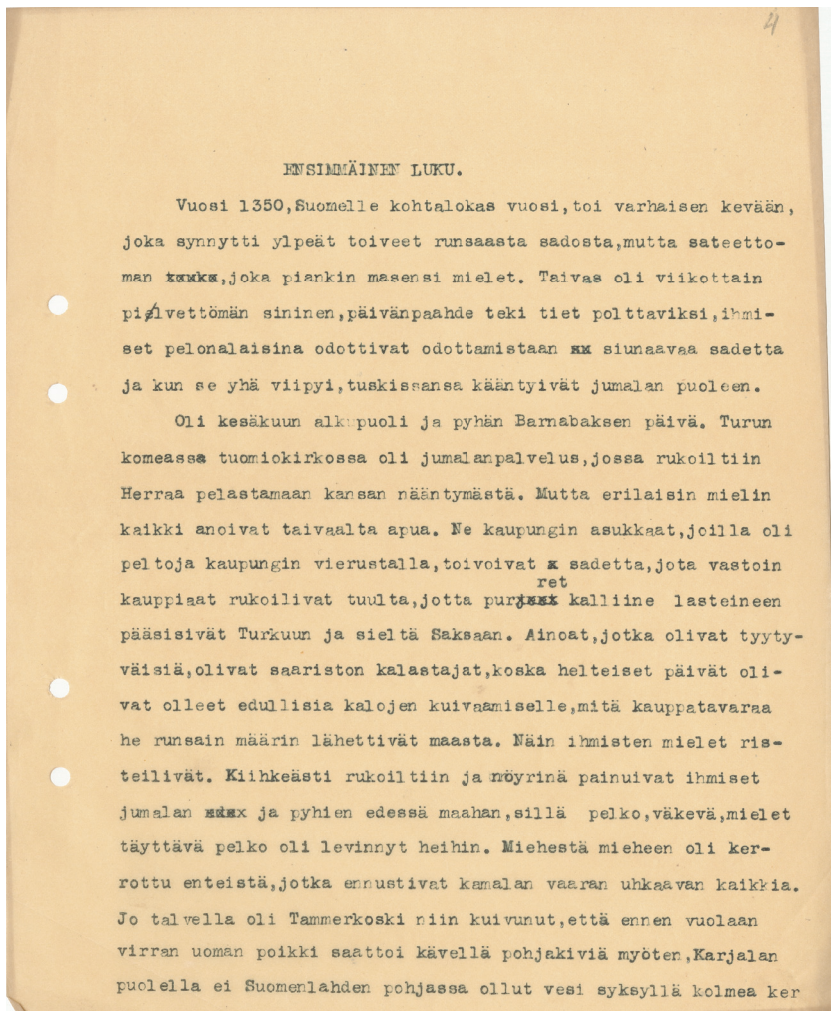 4
ENSIMMÄINEN LUKU.
Vuosi 1350,Suomelle kohtalokas vuosi,toi varhaisen kevään,
joka synnytti ylpeät toiveet runsaasta sadosta,mutta sateetto-
man ,joka piankin masensi mielet. Taivas oli viikottain
pilvettömän sininen,päivänpaahde teki tiet polttaviksi,ihmi-
set pelonalaisina odottivat odottamistaan siunaavaa sadetta
ja kun se yhä viipyi,tuskissansa kääntyivät jumalan puoleen.
Oli kesäkuun alkupuoli ja pyhän Barnabaksen päivä. Turun
komeassa tuomiokirkossa oli jumalanpalvelus,jossa rukoiltiin
Herraa pelastamaan kansan nääntymästä. Mutta erilaisin mielin
kaikki anoivat taivaalta apua. Ne kaupungin asukkaat,joilla oli
peltoja kaupungin vierustalla,toivoivat sadetta,jota vastoin
kauppiaat rukoilivat tuulta,jotta purret kalliine lasteineen
pääsisivät Turkuun ja sieltä Saksaan. Ainoat,jotka olivat tyyty-
väisiä,olivat saariston kalastajat,koska helteiset päivät oli-
vat olleet edullisia kalojen kuivaamiselle,mitä kauppatavaraa
he runsain määrin lähettivät maasta. Näin ihmisten mielet ris-
teilivät. Kiihkeästi rukoiltiin ja nöyrinä painuivat ihmiset
jumalan ja pyhien edessä maahan,sillä pelko,väkevä,mielet
täyttävä pelko oli levinnyt heihin. Miehestä mieheen oli ker-
rottu enteistä,jotka ennustivat kamalan vaaran uhkaavan kaikkia.
Jo talvella oli Tammerkoski niin kuivunut,että ennen vuolaan
virran uoman poikki saattoi kävellä pohjakiviä myöten,Karjalan
puolella ei Suomenlahden pohjassa ollut vesi syksyllä kolmea ker